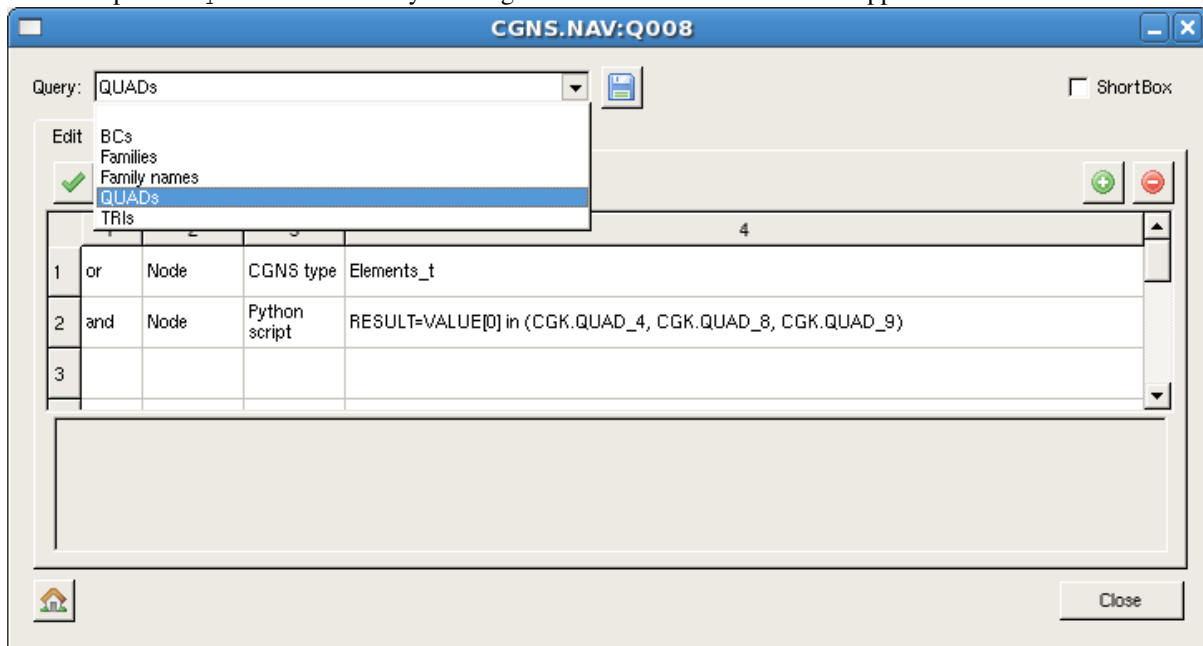 CGNS.NAV:Q008
Query: QUADs ShortBox
Edit
BCs
Families
Family names
QUADs
TRIs
4
1 or Node CGNS type Elements_t
2 and Node Python script RESULT=VALUE[0] in (CGK.QUAD_4, CGK.QUAD_8, CGK.QUAD_9)
3
Close